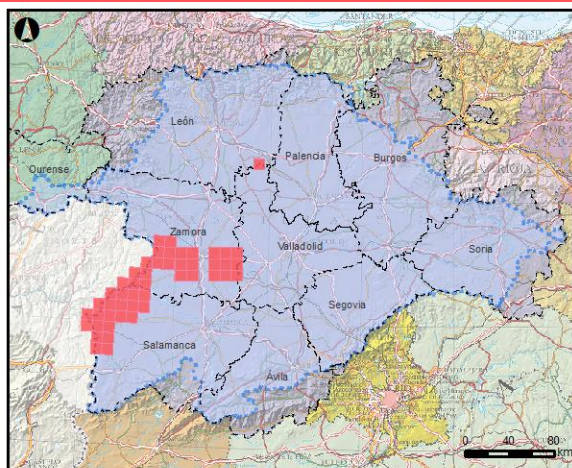 SANTANDER
León
Palencia
Burgos
Ourense
Zamora
Valladolid
Soria
Segovia
Salamanca
Ávila
0 40 80
km